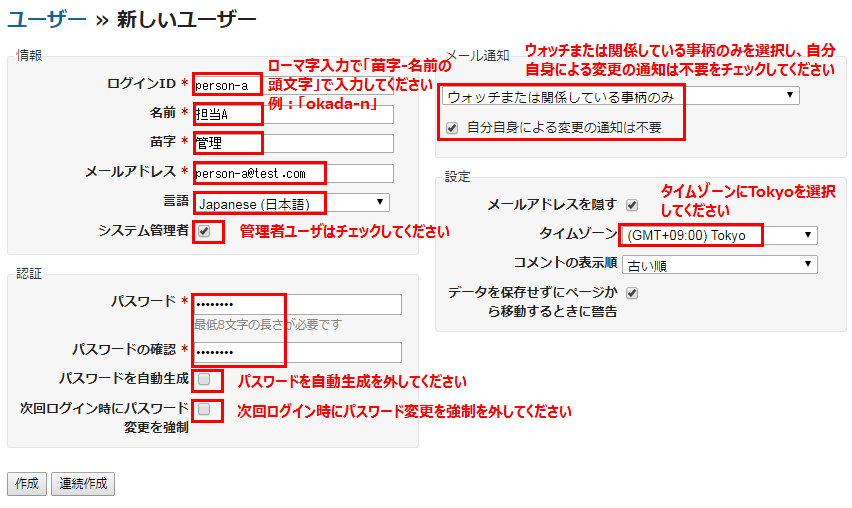 ユーザー » 新しいユーザー
情報
ローマ字入力で「苗字-名前の
頭文字」で入力してください
例：「okada-n」
ログインID * person-a
名前 * 担当A
苗字 * 管理
メールアドレス * person-a@test.com
言語 Japanese (日本語)
システム管理者 管理者ユーザはチェックしてください
認証
パスワード * ••••••••
最低8文字の長さが必要です
パスワードの確認 * ••••••••
パスワードを自動生成 パスワードを自動生成を外してください
次回ログイン時にパスワード
変更を強制
次回ログイン時にパスワード変更を強制を外してください
作成 連続作成
メール通知
ウォッチまたは関係している事柄のみを選択し、自分
自身による変更の通知は不要をチェックしてください
ウォッチまたは関係している事柄のみ
自分自身による変更の通知は不要
設定
タイムゾーンにTokyoを選択
してください
メールアドレスを隠す
タイムゾーン (GMT+09:00) Tokyo
コメントの表示順 古い順
データを保存せずにページか
ら移動するときに警告